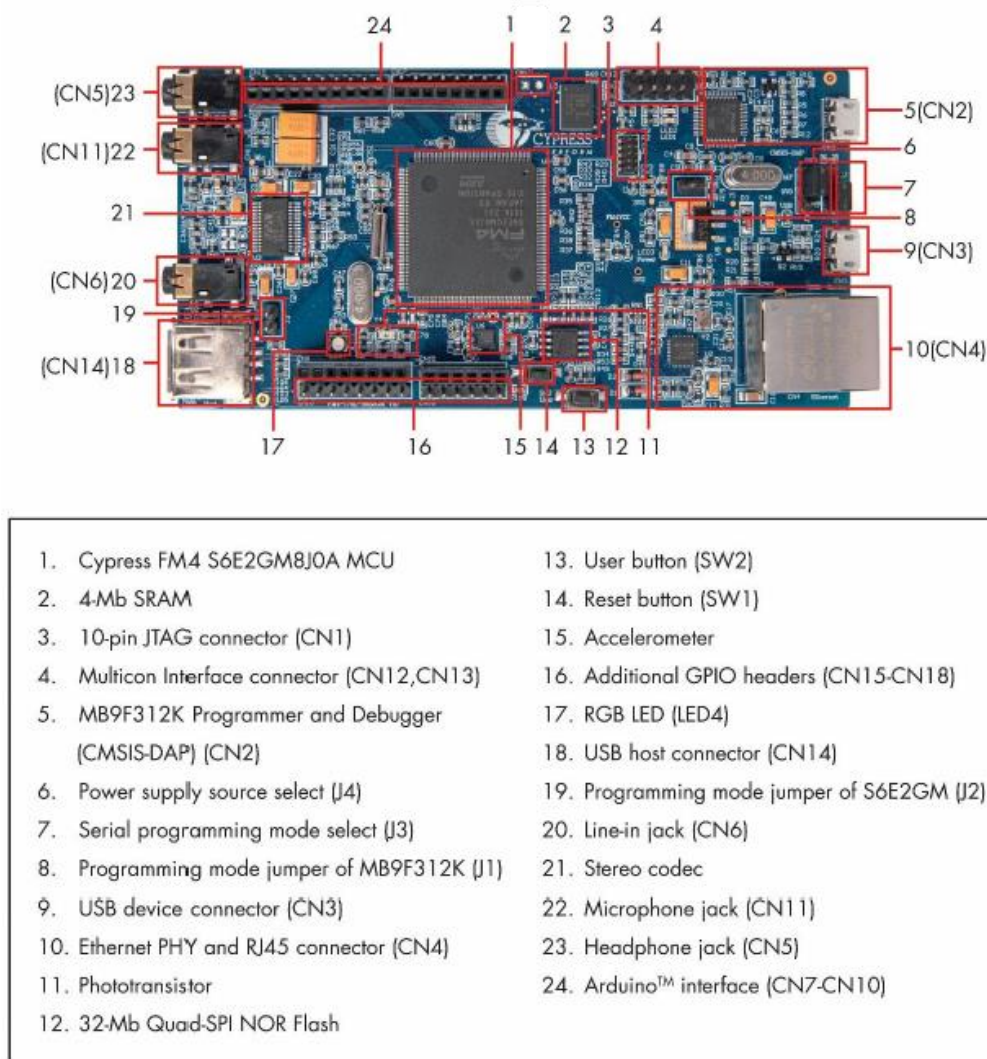 24 1 2 3 4
(CN5)23
5(CN2)
(CN11)22
6
7
21
8
CYPRESS
FM4
4.000
9(CN3)
(CN6)20
19
10(CN4)
(CN14)18
17 16 15 14 13 12 11
1. Cypress FM4 S6E2GM8J0A MCU
2. 4-Mb SRAM
3. 10-pin JTAG connector (CN1)
4. Multicon Interface connector (CN12,CN13)
5. MB9F312K Programmer and Debugger
(CMSIS-DAP) (CN2)
6. Power supply source select (J4)
7. Serial programming mode select (J3)
8. Programming mode jumper of MB9F312K (J1)
9. USB device connector (CN3)
10. Ethernet PHY and RJ45 connector (CN4)
11. Phototransistor
12. 32-Mb Quad-SPI NOR Flash
13. User button (SW2)
14. Reset button (SW1)
15. Accelerometer
16. Additional GPIO headers (CN15-CN18)
17. RGB LED (LED4)
18. USB host connector (CN14)
19. Programming mode jumper of S6E2GM (J2)
20. Line-in jack (CN6)
21. Stereo codec
22. Microphone jack (CN11)
23. Headphone jack (CN5)
24. Arduino™ interface (CN7-CN10)